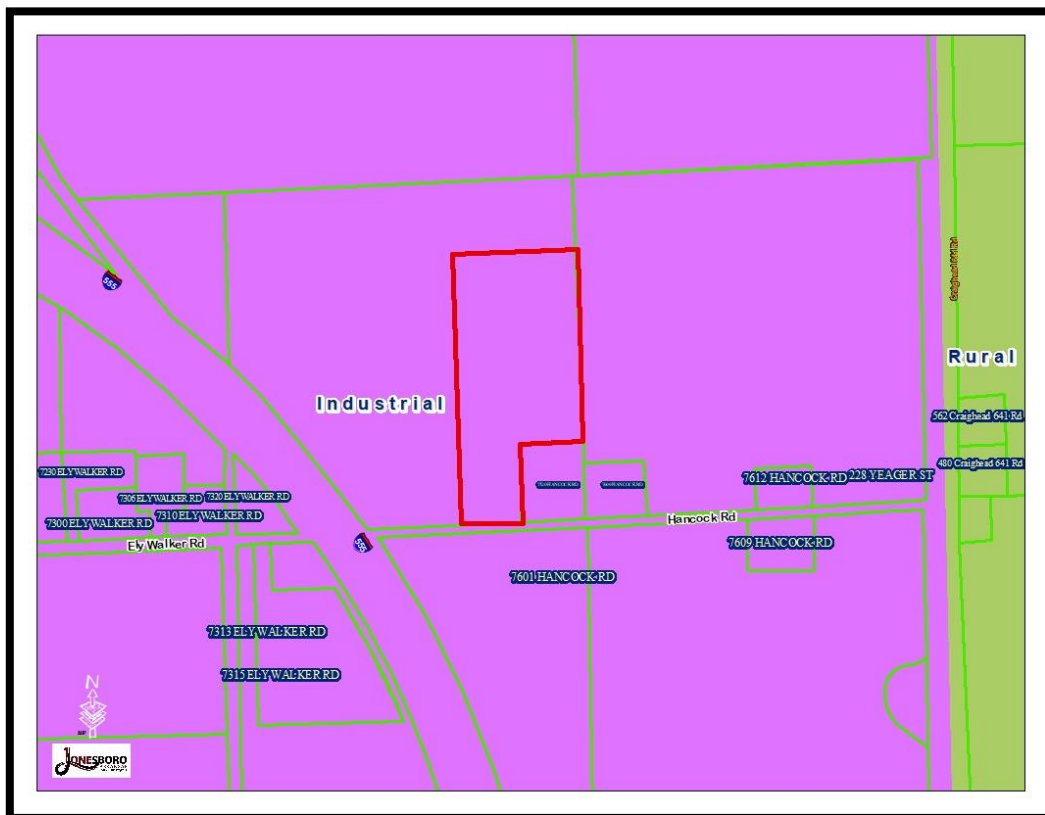 555
Industrial
Rural
562 Craighead 641 Rd
480 Craighead 641 Rd
7230 ELY WALKER RD
7306 ELY WALKER RD
7320 ELY WALKER RD
7300 ELY WALKER RD
7310 ELY WALKER RD
7612 HANCOCK RD
228 YEAGER ST
Hancock Rd
Ely Walker Rd
555
7609 HANCOCK RD
7601 HANCOCK RD
7313 ELY WALKER RD
7315 ELY WALKER RD
N
JONESBORO